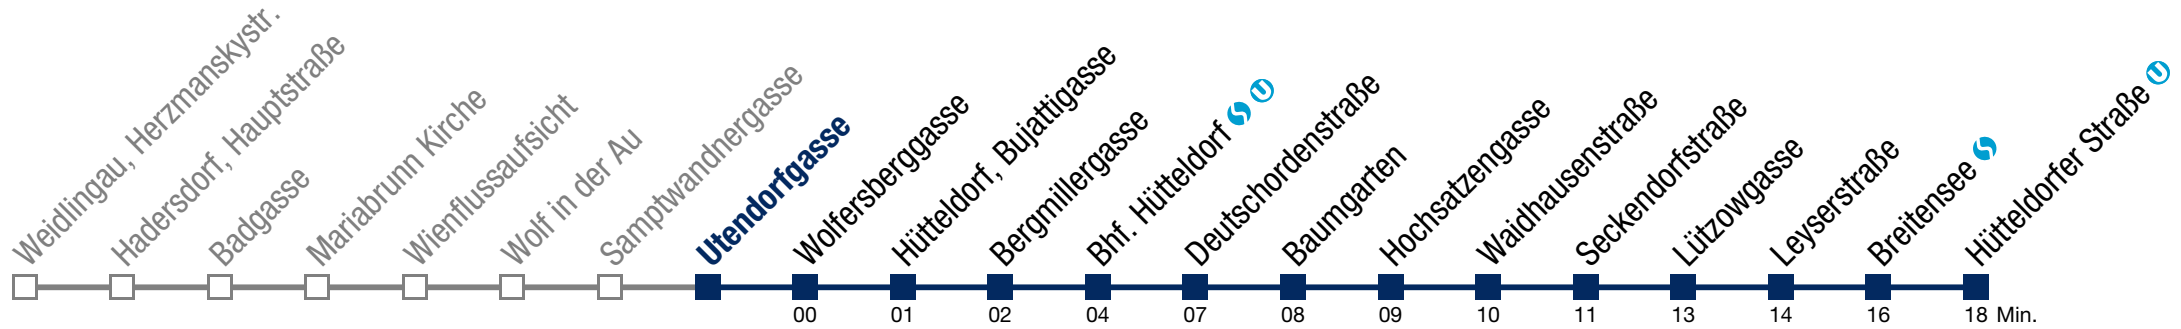 Weidlingau, Herzmanskystr.
Hadersdorf, Hauptstraße
Badgasse
Mariabrunn Kirche
Wienflussaufsicht
Wolf in der Au
Samptwandnergasse
Utendorfgasse
Wolfersberggasse
Hütteldorf, Bujattigasse
Bergmillergasse
Bhf. Hütteldorf
Deutschordenstraße
Baumgarten
Hochsatzengasse
Waidhausenstraße
Seckendorfstraße
Lützowgasse
Leyserstraße
Breitensee
Hütteldorfer Straße
00 01 02 04 07 08 09 10 11 13 14 16 18 Min.